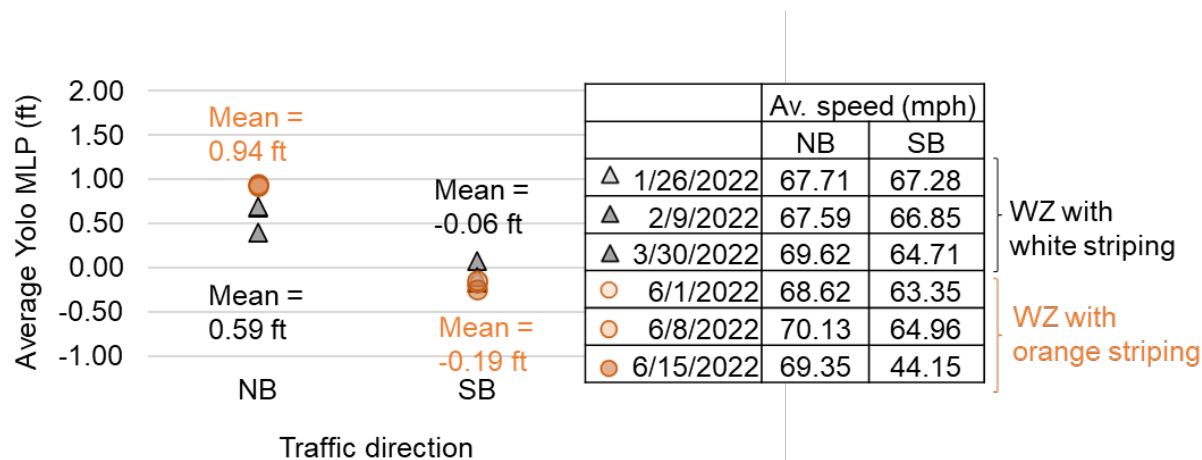 Average Yolo MLP (ft)
2.00
1.50
1.00
0.50
0.00
-0.50
-1.00
Mean =
0.94 ft
Mean =
0.59 ft
Mean =
-0.06 ft
Mean =
-0.19 ft
NB SB
Traffic direction
Av. speed (mph)
NB SB
1/26/2022 67.71 67.28
2/9/2022 67.59 66.85
3/30/2022 69.62 64.71
6/1/2022 68.62 63.35
6/8/2022 70.13 64.96
6/15/2022 69.35 44.15
WZ with
white striping
WZ with
orange striping